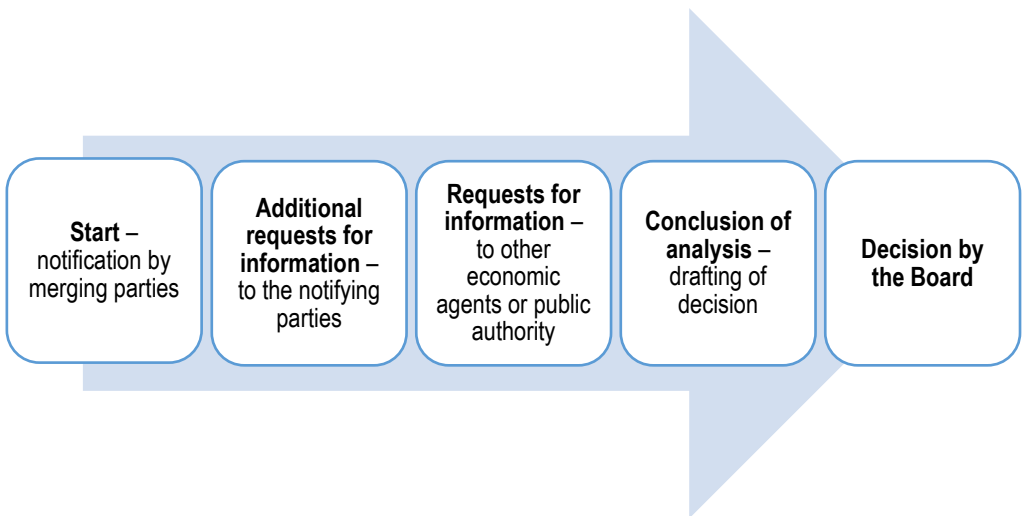 Start –
notification by
merging parties
Additional
requests for
information –
to the notifying
parties
Requests for
information –
to other
economic
agents or public
authority
Conclusion of
analysis –
drafting of
decision
Decision by
the Board